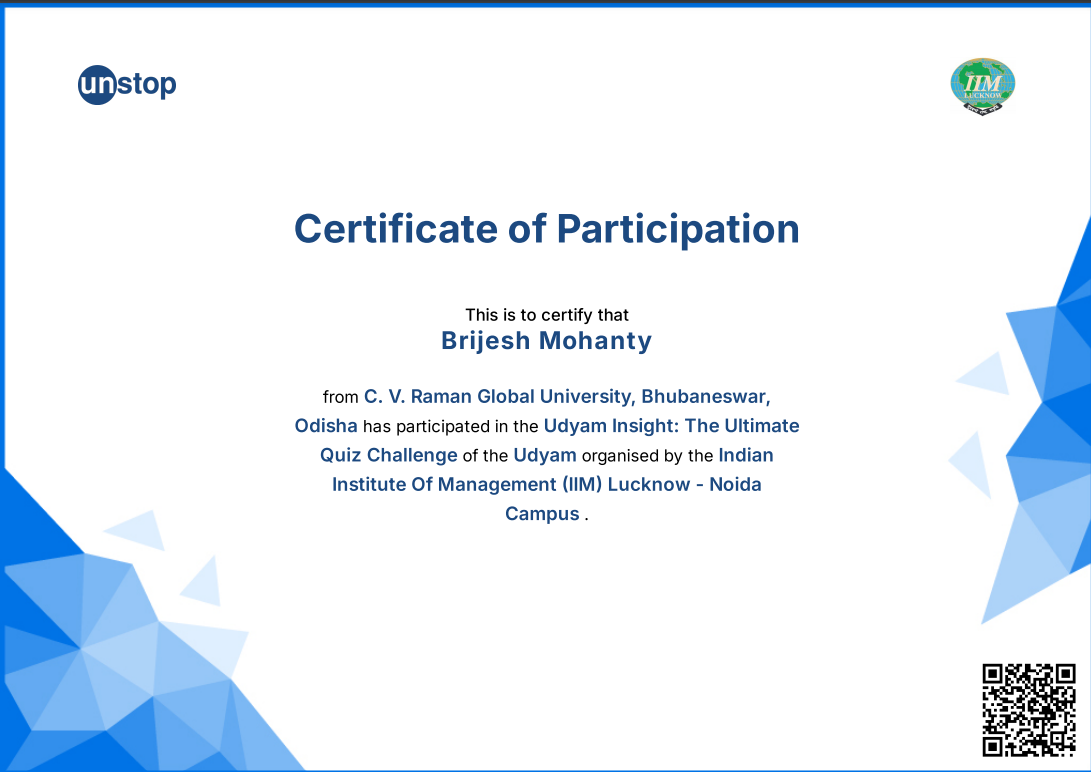 unstop
IIM
LUCKNOW
Certificate of Participation
This is to certify that
Brijesh Mohanty
from C. V. Raman Global University, Bhubaneswar,
Odisha has participated in the Udyam Insight: The Ultimate
Quiz Challenge of the Udyam organised by the Indian
Institute Of Management (IIM) Lucknow - Noida
Campus .